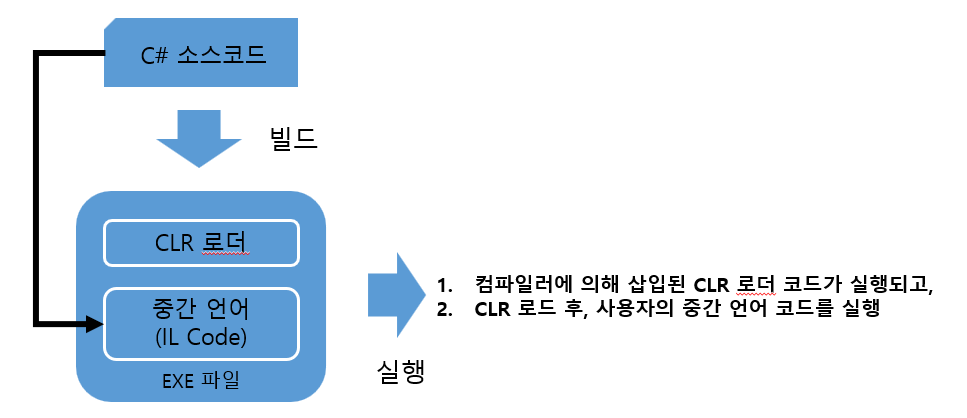 C# 소스코드
빌드
CLR 로더
중간 언어
(IL Code)
EXE 파일
실행
1. 컴파일러에 의해 삽입된 CLR 로더 코드가 실행되고,
2. CLR 로드 후, 사용자의 중간 언어 코드를 실행